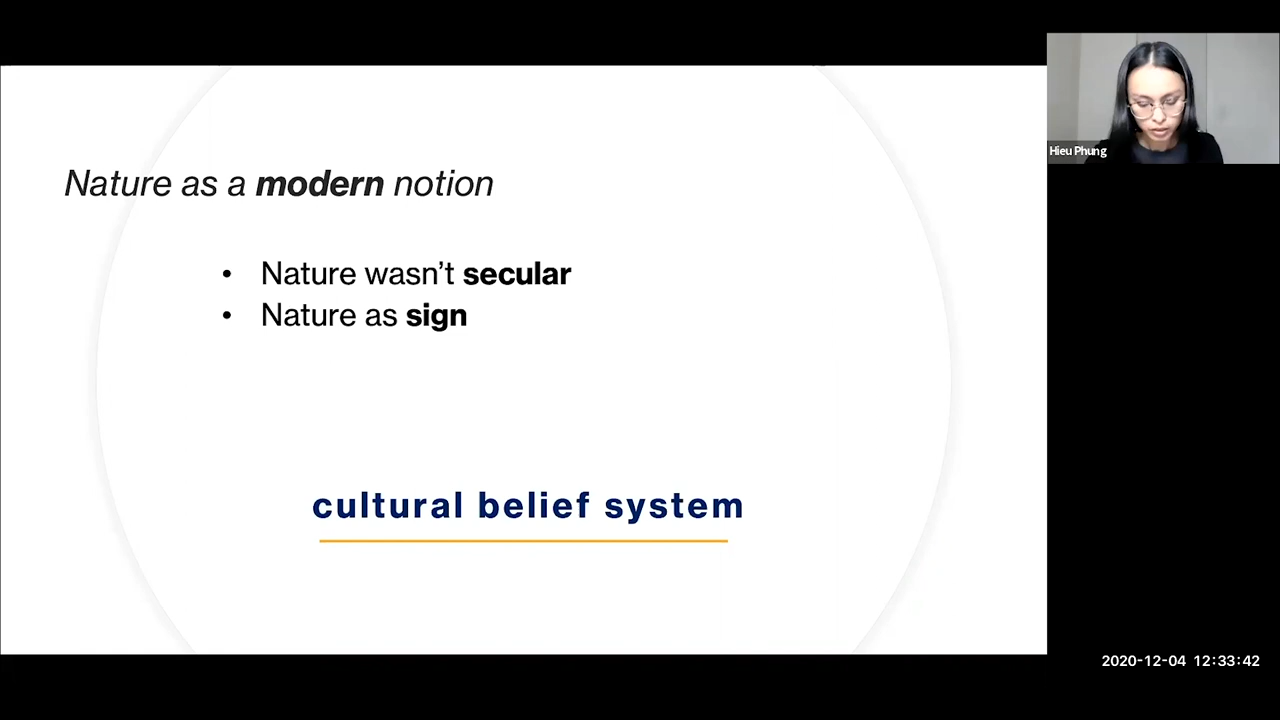 Nature as a modern notion
• Nature wasn’t secular
• Nature as sign
cultural belief system
Hieu Phung
2020-12-04 12:33:42